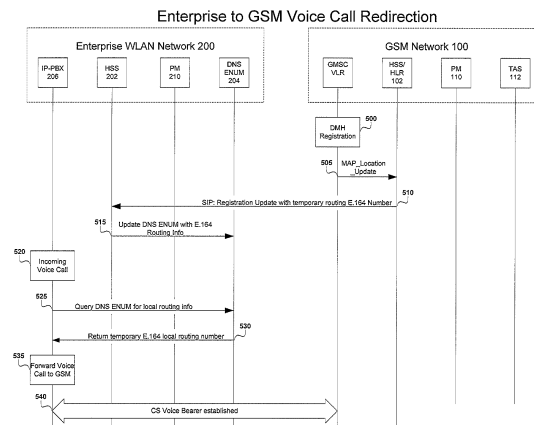 Enterprise to GSM Voice Call Redirection
Enterprise WLAN Network 200
GSM Network 100
IP-PBX
206
HSS
202
PM
210
DNS
ENUM
204
GMSC
VLR
HSS/
HLR
102
PM
110
TAS
112
DMH
Registration
500
505
MAP_Location
_Update
510
SIP: Registration Update with temporary routing E.164 Number
515
Update DNS ENUM with E.164
Routing Info
520
Incoming
Voice Call
525
Query DNS ENUM for local routing info
530
Return temporary E.164 local routing number
535
Forward Voice
Call to GSM
540
CS Voice Bearer established